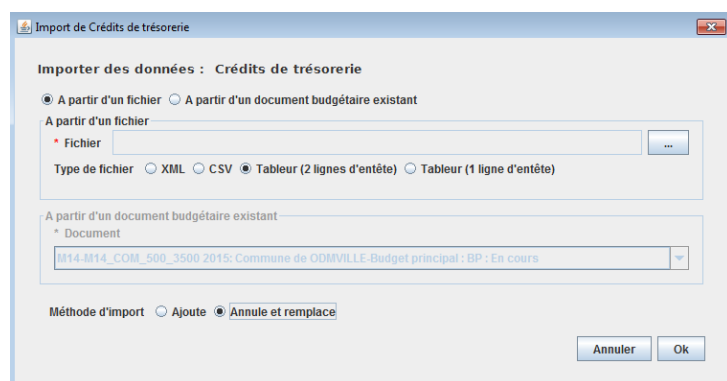 Import de Crédits de trésorerie
Importer des données : Crédits de trésorerie
A partir d'un fichier A partir d'un document budgétaire existant
A partir d'un fichier
* Fichier ...
Type de fichier XML CSV Tableur (2 lignes d'entête) Tableur (1 ligne d'entête)
A partir d'un document budgétaire existant
* Document
M14-M14_COM_500_3500 2015: Commune de ODMVILLE-Budget principal : BP : En cours
Méthode d'import Ajoute Annule et remplace
Annuler Ok